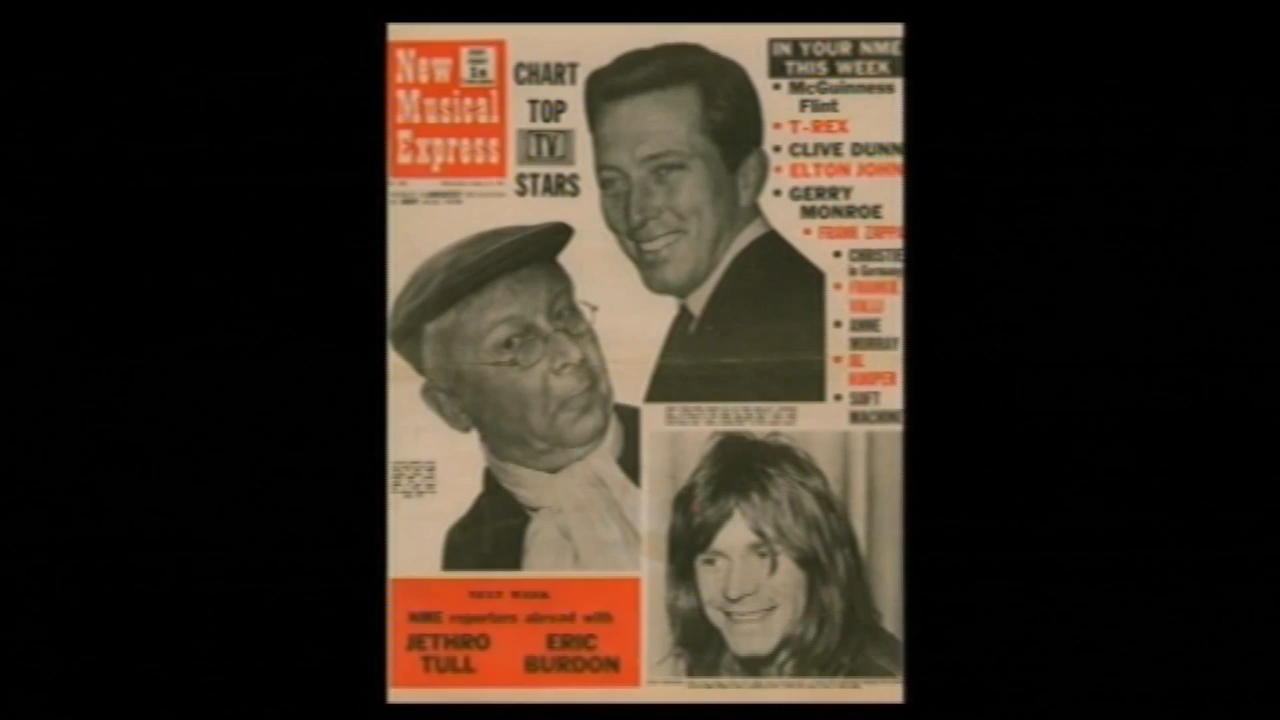 New
Musical
Express
CHART
TOP
TV
STARS
IN YOUR NME
THIS WEEK
• McGuinness
Flint
• T-REX
• CLIVE DUNN
• ELTON JOHN
• GERRY
MONROE
• FRANK ZAPPA
• CHRISTIE
in Germany
• FRANKIE
VALLI
• ANNE
MURRAY
• AL
KOOPER
• SOFT
MACHINE
NEXT WEEK
NME reporters abroad with
JETHRO
TULL
ERIC
BURDON